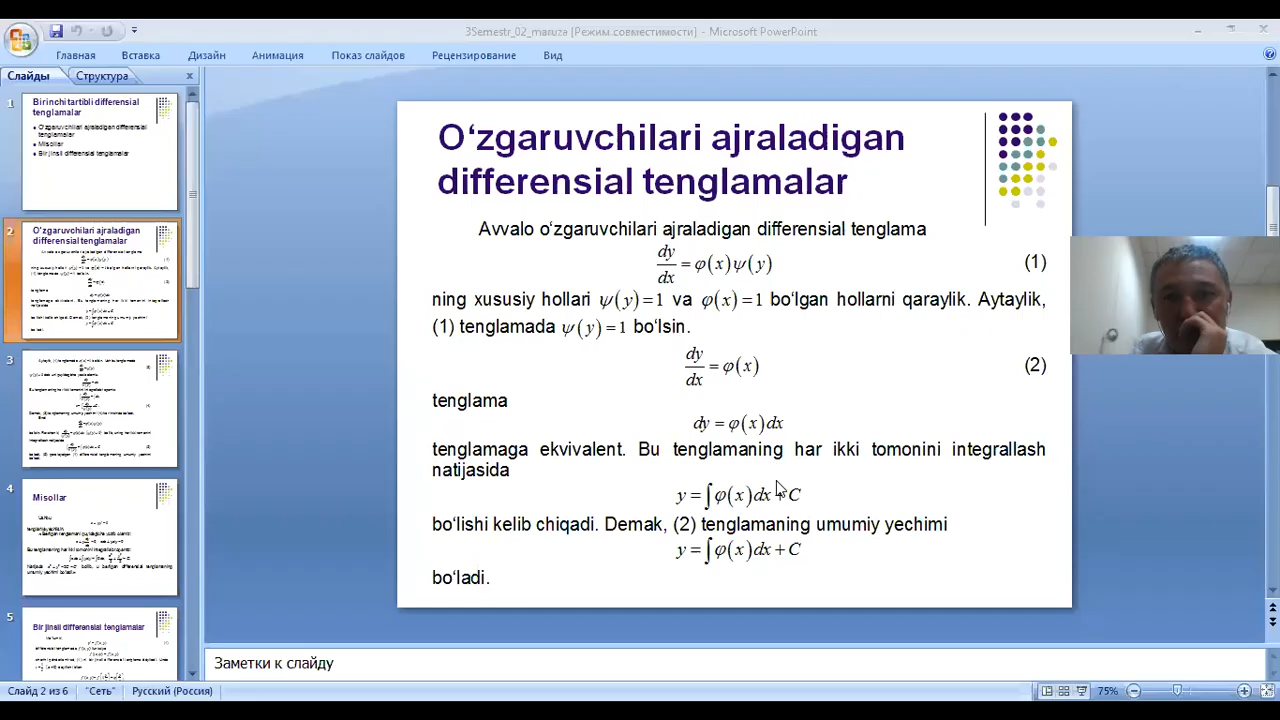 3Semestr_02_maruza [Режим совместимости] - Microsoft PowerPoint
Главная Вставка Дизайн Анимация Показ слайдов Рецензирование Вид
Слайды Структура x
1
Birinchi tartibli differensial
tenglamalar
O'zgaruvchilari ajraladigan differensial
tenglamalar
Misollar
Bir jinsli differensial tenglamalar
2
O'zgaruvchilari ajraladigan
differensial tenglamalar
3
4
Misollar
5
Bir jinsli differensial tenglamalar
O‘zgaruvchilari ajraladigan
differensial tenglamalar
Avvalo o‘zgaruvchilari ajraladigan differensial tenglama
dy/dx = φ(x)ψ(y) (1)
ning xususiy hollari ψ(y)=1 va φ(x)=1 bo‘lgan hollarni qaraylik. Aytaylik,
(1) tenglamada ψ(y)=1 bo‘lsin.
dy/dx = φ(x) (2)
tenglama
dy = φ(x)dx
tenglamaga ekvivalent. Bu tenglamaning har ikki tomonini integrallash
natijasida
y = ∫φ(x)dx + C
bo‘lishi kelib chiqadi. Demak, (2) tenglamaning umumiy yechimi
y = ∫φ(x)dx + C
bo‘ladi.
Заметки к слайду
Слайд 2 из 6 "Сеть" Русский (Россия) 75%